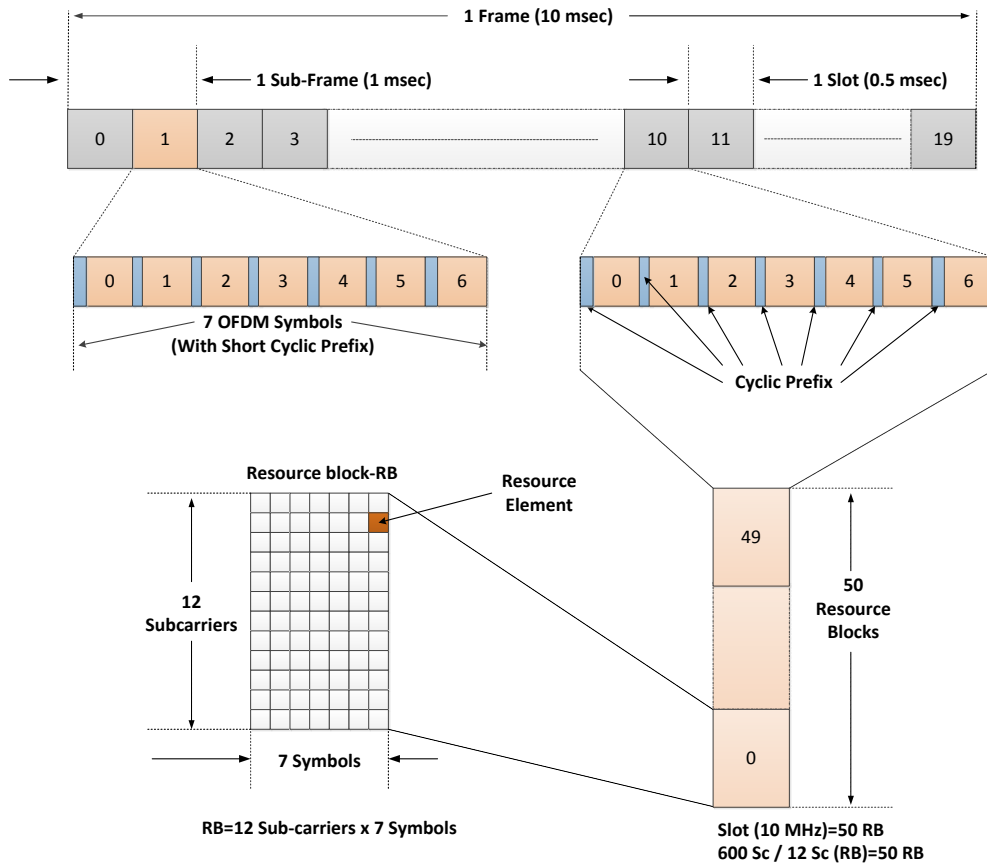 1 Frame (10 msec)
1 Sub-Frame (1 msec)
1 Slot (0.5 msec)
0 1 2 3 10 11 19
0 1 2 3 4 5 6
0 1 2 3 4 5 6
7 OFDM Symbols
(With Short Cyclic Prefix)
Cyclic Prefix
Resource block-RB
Resource
Element
12
Subcarriers
7 Symbols
RB=12 Sub-carriers x 7 Symbols
49
50
Resource
Blocks
0
Slot (10 MHz)=50 RB
600 Sc / 12 Sc (RB)=50 RB